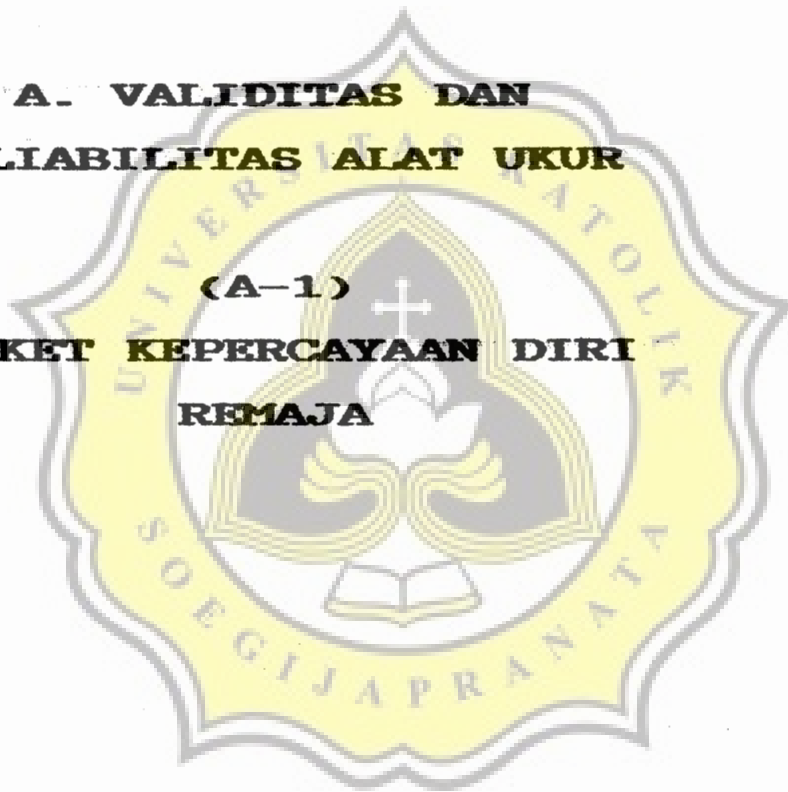 A. VALIDITAS DAN
LIABILITAS ALAT UKUR
(A-1)
KET KEPERCAYAAN DIRI
REMAJA
UNIVERSITAS KATOLIK
SOEGIJAPRANATA